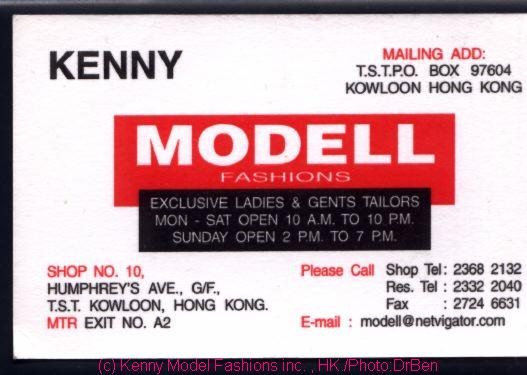 KENNY
MAILING ADD:
T.S.T.P.O. BOX 97604
KOWLOON HONG KONG
MODELL
FASHIONS
EXCLUSIVE LADIES & GENTS TAILORS
MON - SAT OPEN 10 A.M. TO 10 P.M.
SUNDAY OPEN 2 P.M. TO 7 P.M.
SHOP NO. 10,
HUMPHREY'S AVE., G/F.,
T.S.T. KOWLOON, HONG KONG.
MTR EXIT NO. A2
Please Call Shop Tel : 2368 2132
Res. Tel : 2332 2040
Fax : 2724 6631
E-mail : modell@netvigator.com
(c) Kenny Model Fashions inc. , HK./Photo:DrBen